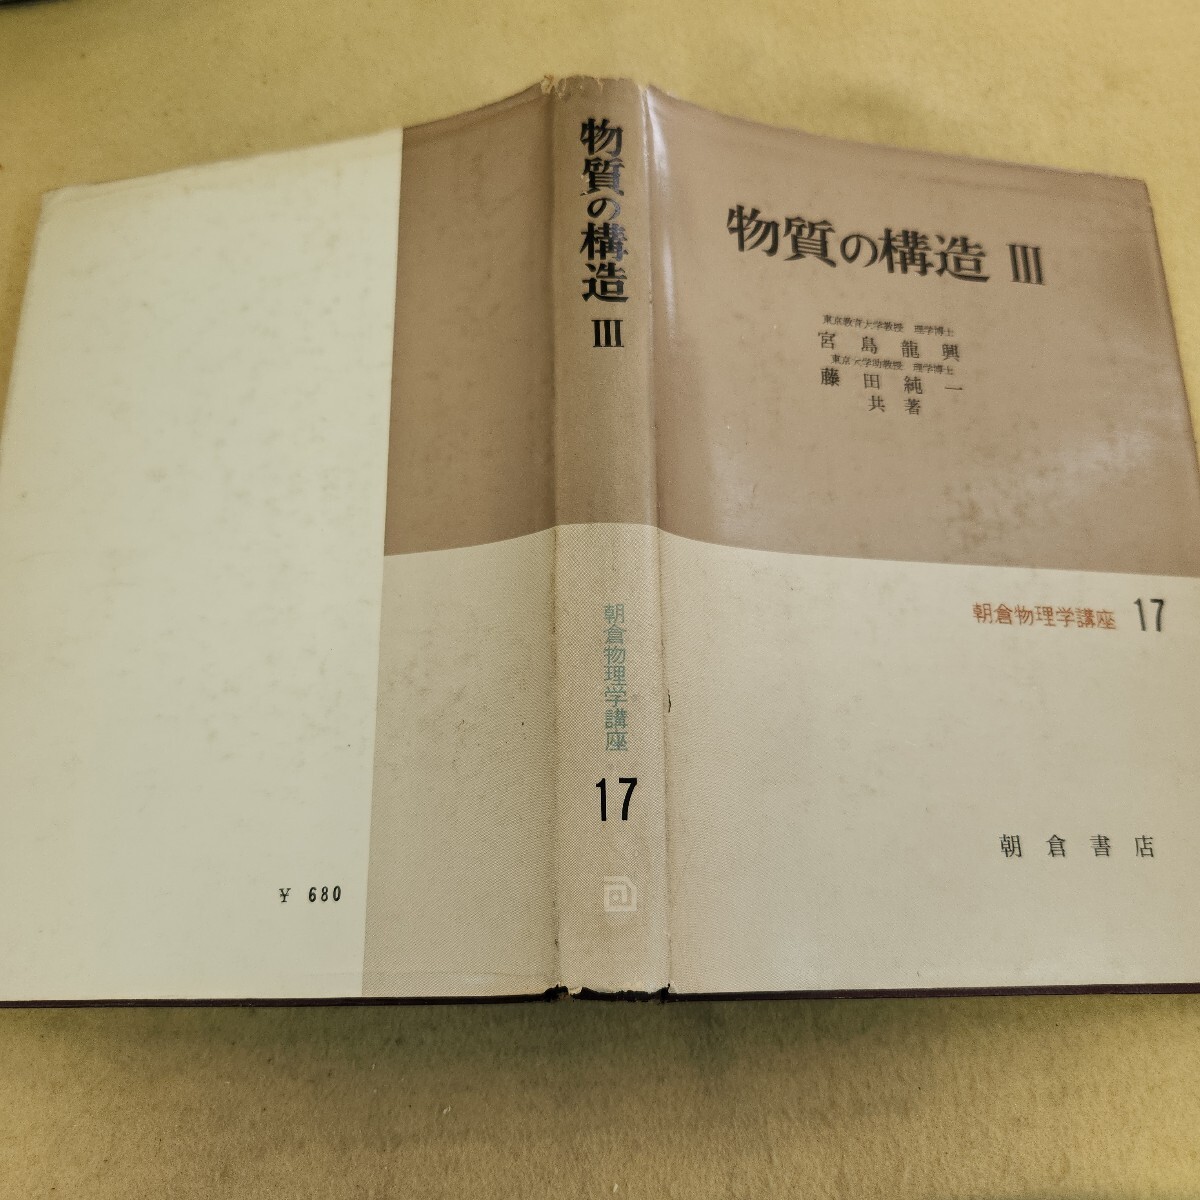 物質の構造 III
東京教育大学教授 理学博士
宮島龍興
東京大学助教授 理学博士
藤田純一
共著
朝倉物理学講座 17
朝倉書店
物質の構造 III
朝倉物理学講座
17
¥ 680